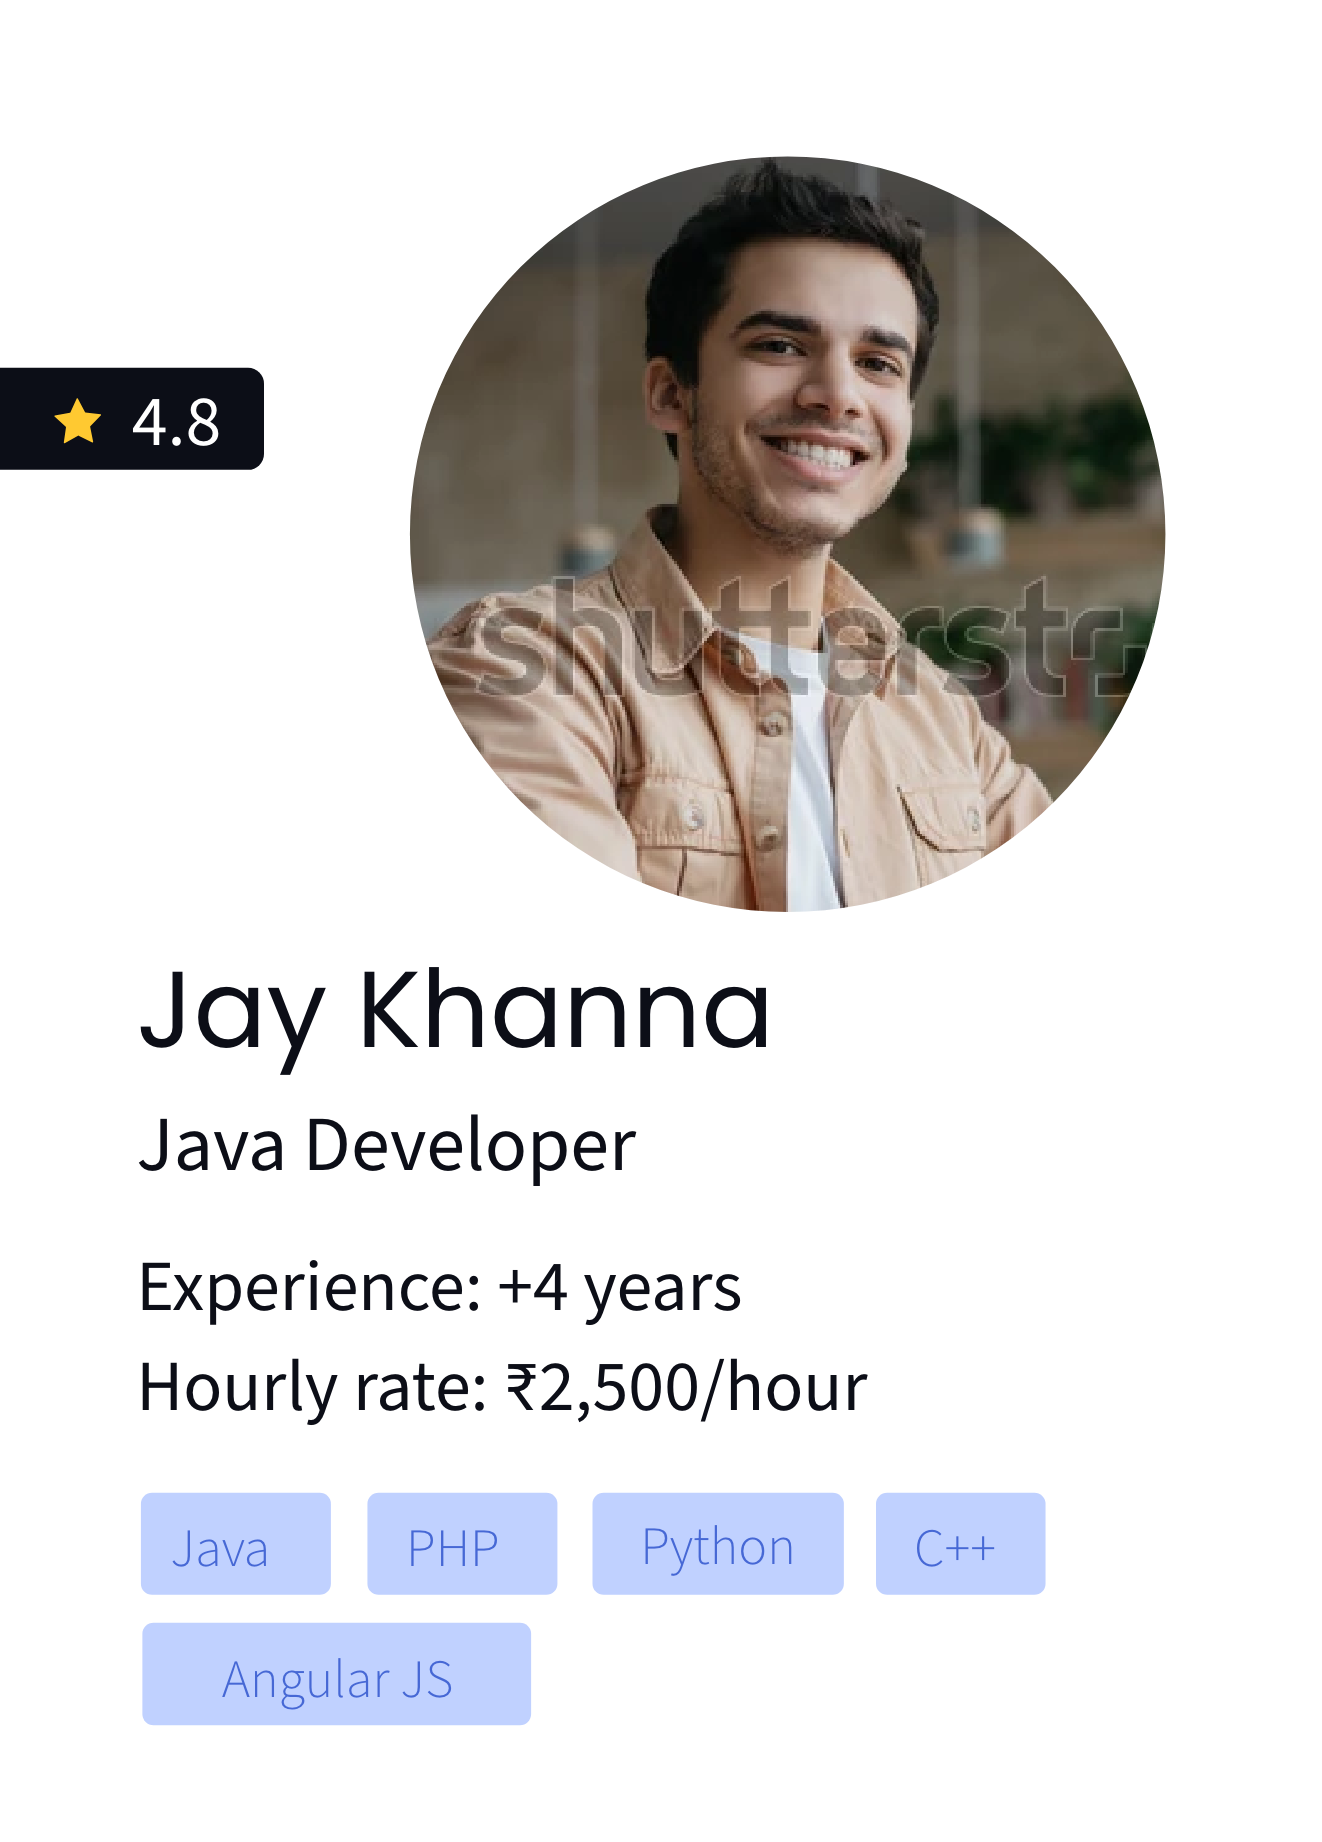 4.8
shutterst
Jay Khanna
Java Developer
Experience: +4 years
Hourly rate: ₹2,500/hour
Java PHP Python C++
Angular JS